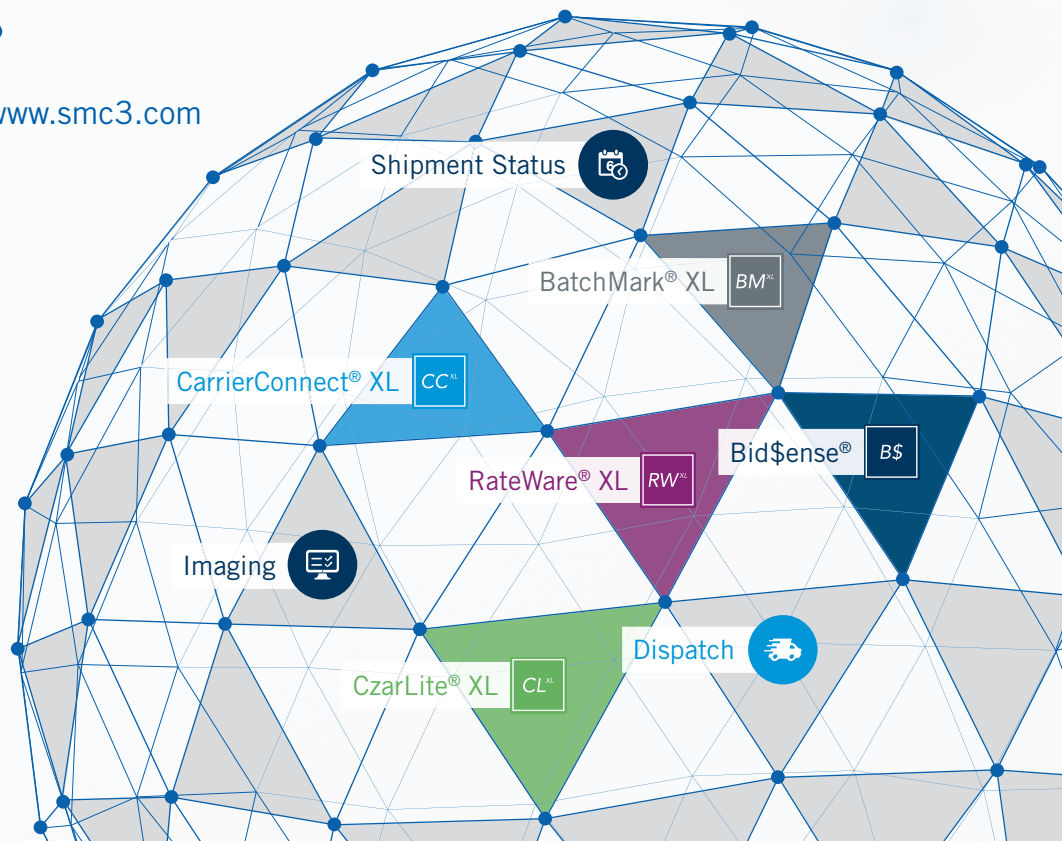 www.smc3.com
Shipment Status
6
BatchMark® XL BM XL
CarrierConnect® XL CC XL
Bid$ense® B$
RateWare® XL RW XL
Imaging
Dispatch
CzarLite® XL CL XL